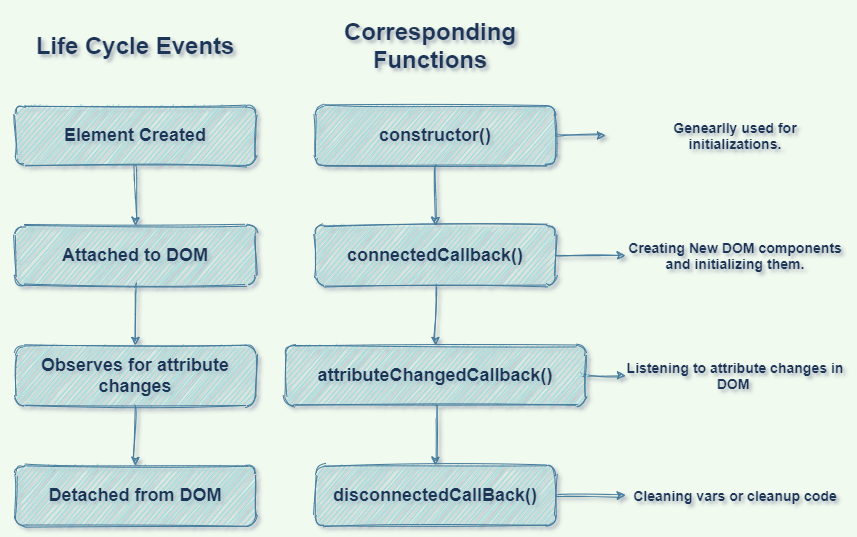 Life Cycle Events
Corresponding
Functions
Element Created
constructor()
Genearlly used for
initializations.
Attached to DOM
connectedCallback()
Creating New DOM components
and initializing them.
Observes for attribute
changes
attributeChangedCallback()
Listening to attribute changes in
DOM
Detached from DOM
disconnectedCallBack()
Cleaning vars or cleanup code